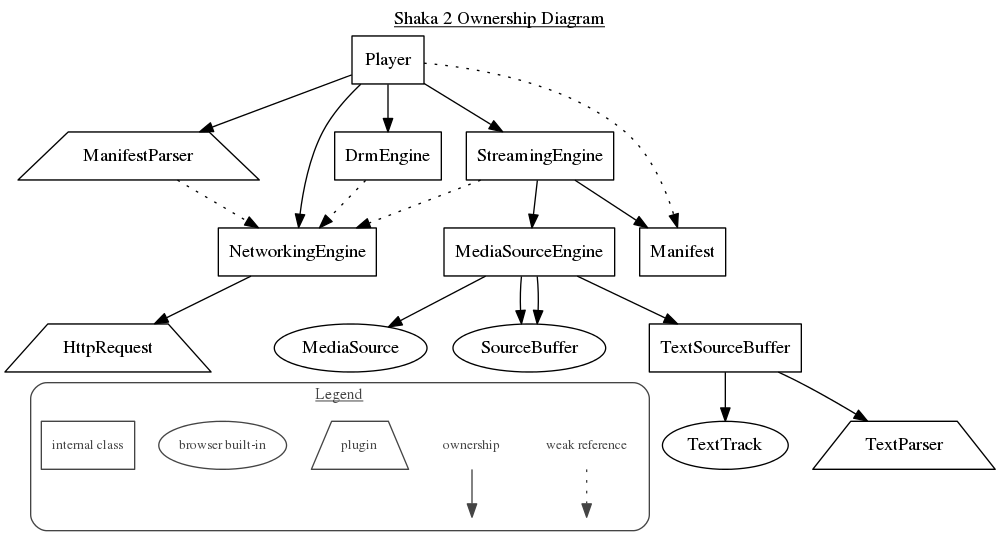 Shaka 2 Ownership Diagram
Player
ManifestParser
DrmEngine
StreamingEngine
NetworkingEngine
MediaSourceEngine
Manifest
HttpRequest
MediaSource
SourceBuffer
TextSourceBuffer
Legend
internal class
browser built-in
plugin
ownership
weak reference
TextTrack
TextParser